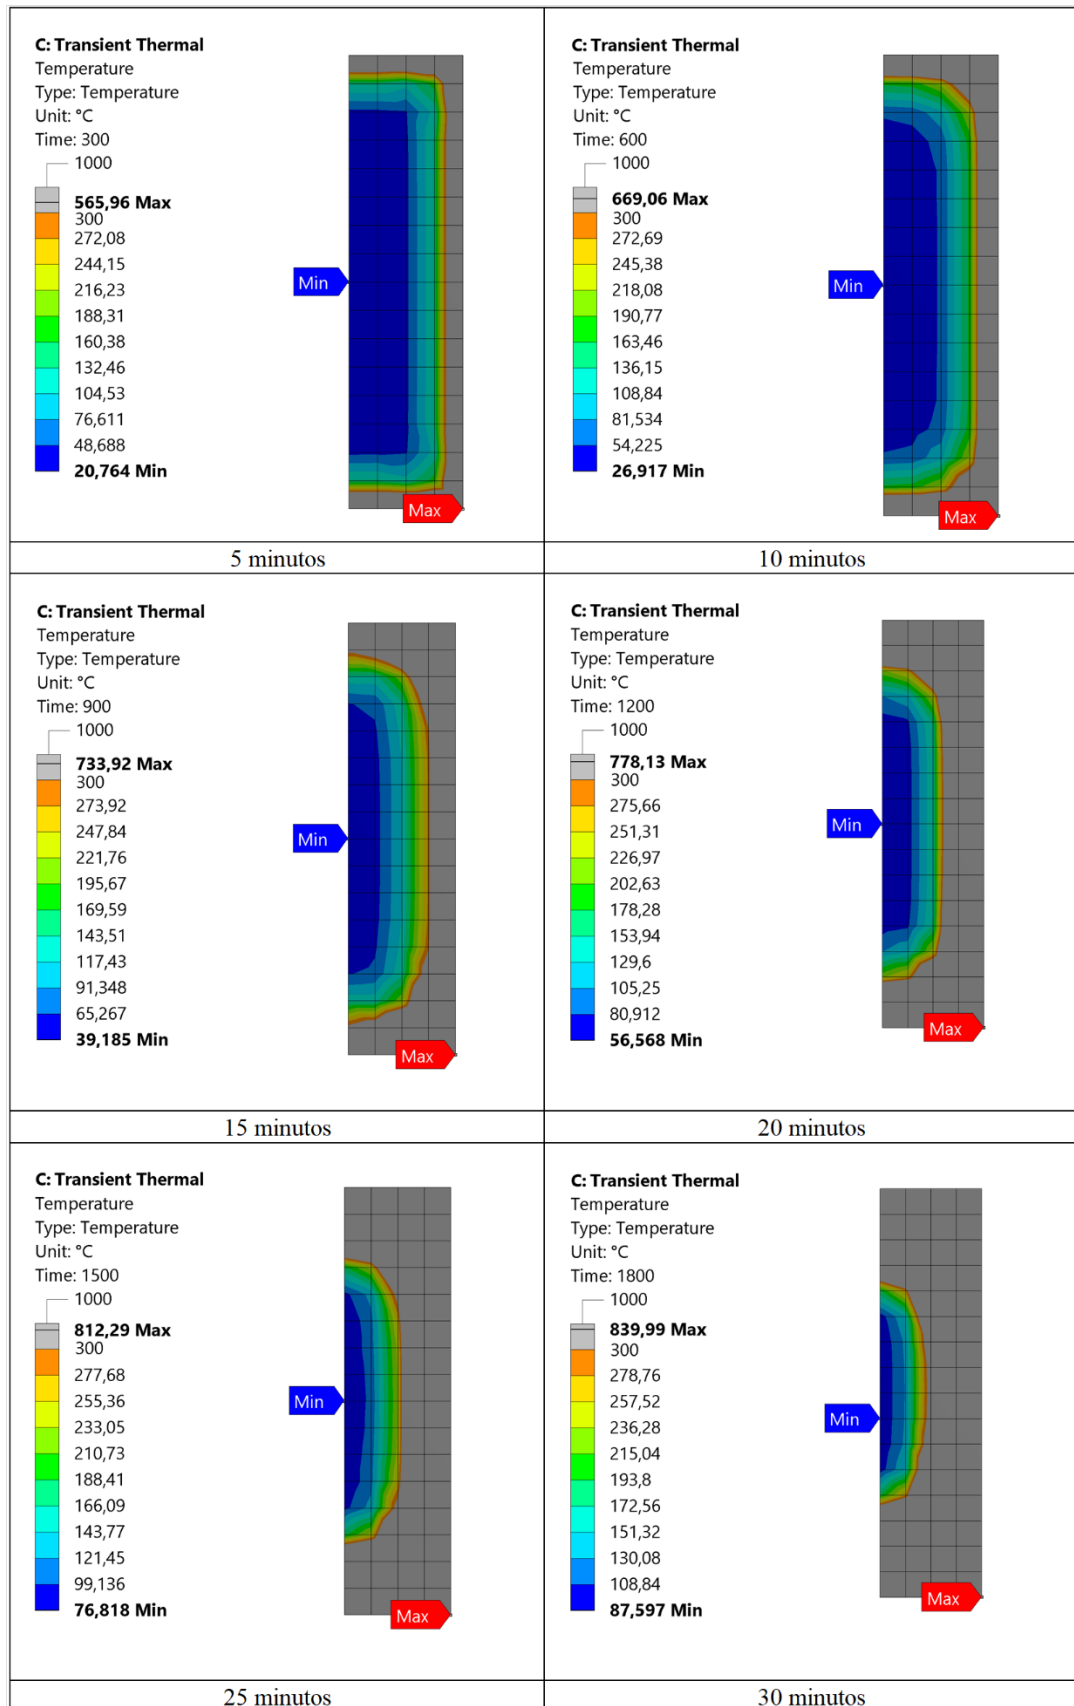 C: Transient Thermal
Temperature
Type: Temperature
Unit: °C
Time: 300
1000
565,96 Max
300
272,08
244,15
216,23
188,31
160,38
132,46
104,53
76,611
48,688
20,764 Min
Min
Max
5 minutos
C: Transient Thermal
Temperature
Type: Temperature
Unit: °C
Time: 600
1000
669,06 Max
300
272,69
245,38
218,08
190,77
163,46
136,15
108,84
81,534
54,225
26,917 Min
Min
Max
10 minutos
C: Transient Thermal
Temperature
Type: Temperature
Unit: °C
Time: 900
1000
733,92 Max
300
273,92
247,84
221,76
195,67
169,59
143,51
117,43
91,348
65,267
39,185 Min
Min
Max
15 minutos
C: Transient Thermal
Temperature
Type: Temperature
Unit: °C
Time: 1200
1000
778,13 Max
300
275,66
251,31
226,97
202,63
178,28
153,94
129,6
105,25
80,912
56,568 Min
Min
Max
20 minutos
C: Transient Thermal
Temperature
Type: Temperature
Unit: °C
Time: 1500
1000
812,29 Max
300
277,68
255,36
233,05
210,73
188,41
166,09
143,77
121,45
99,136
76,818 Min
Min
Max
25 minutos
C: Transient Thermal
Temperature
Type: Temperature
Unit: °C
Time: 1800
1000
839,99 Max
300
278,76
257,52
236,28
215,04
193,8
172,56
151,32
130,08
108,84
87,597 Min
Min
Max
30 minutos